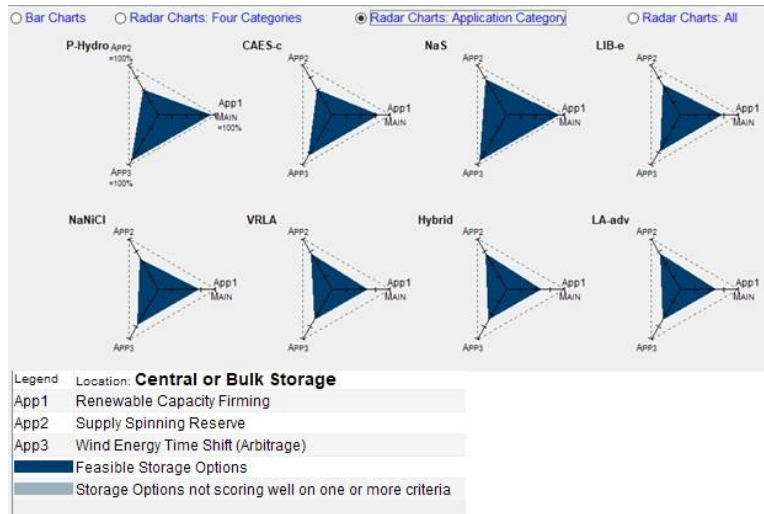 Bar Charts Radar Charts: Four Categories Radar Charts: Application Category Radar Charts: All
P-Hydro CAES-c NaS LIB-e
APP2 =100% App1 MAIN =100% APP3 =100%
APP2 App1 MAIN APP3
APP2 App1 MAIN APP3
APP2 App1 MAIN APP3
NaNiCl VRLA Hybrid LA-adv
APP2 App1 MAIN APP3
APP2 App1 MAIN APP3
APP2 App1 MAIN APP3
APP2 App1 MAIN APP3
Legend Location: Central or Bulk Storage
App1 Renewable Capacity Firming
App2 Supply Spinning Reserve
App3 Wind Energy Time Shift (Arbitrage)
Feasible Storage Options
Storage Options not scoring well on one or more criteria